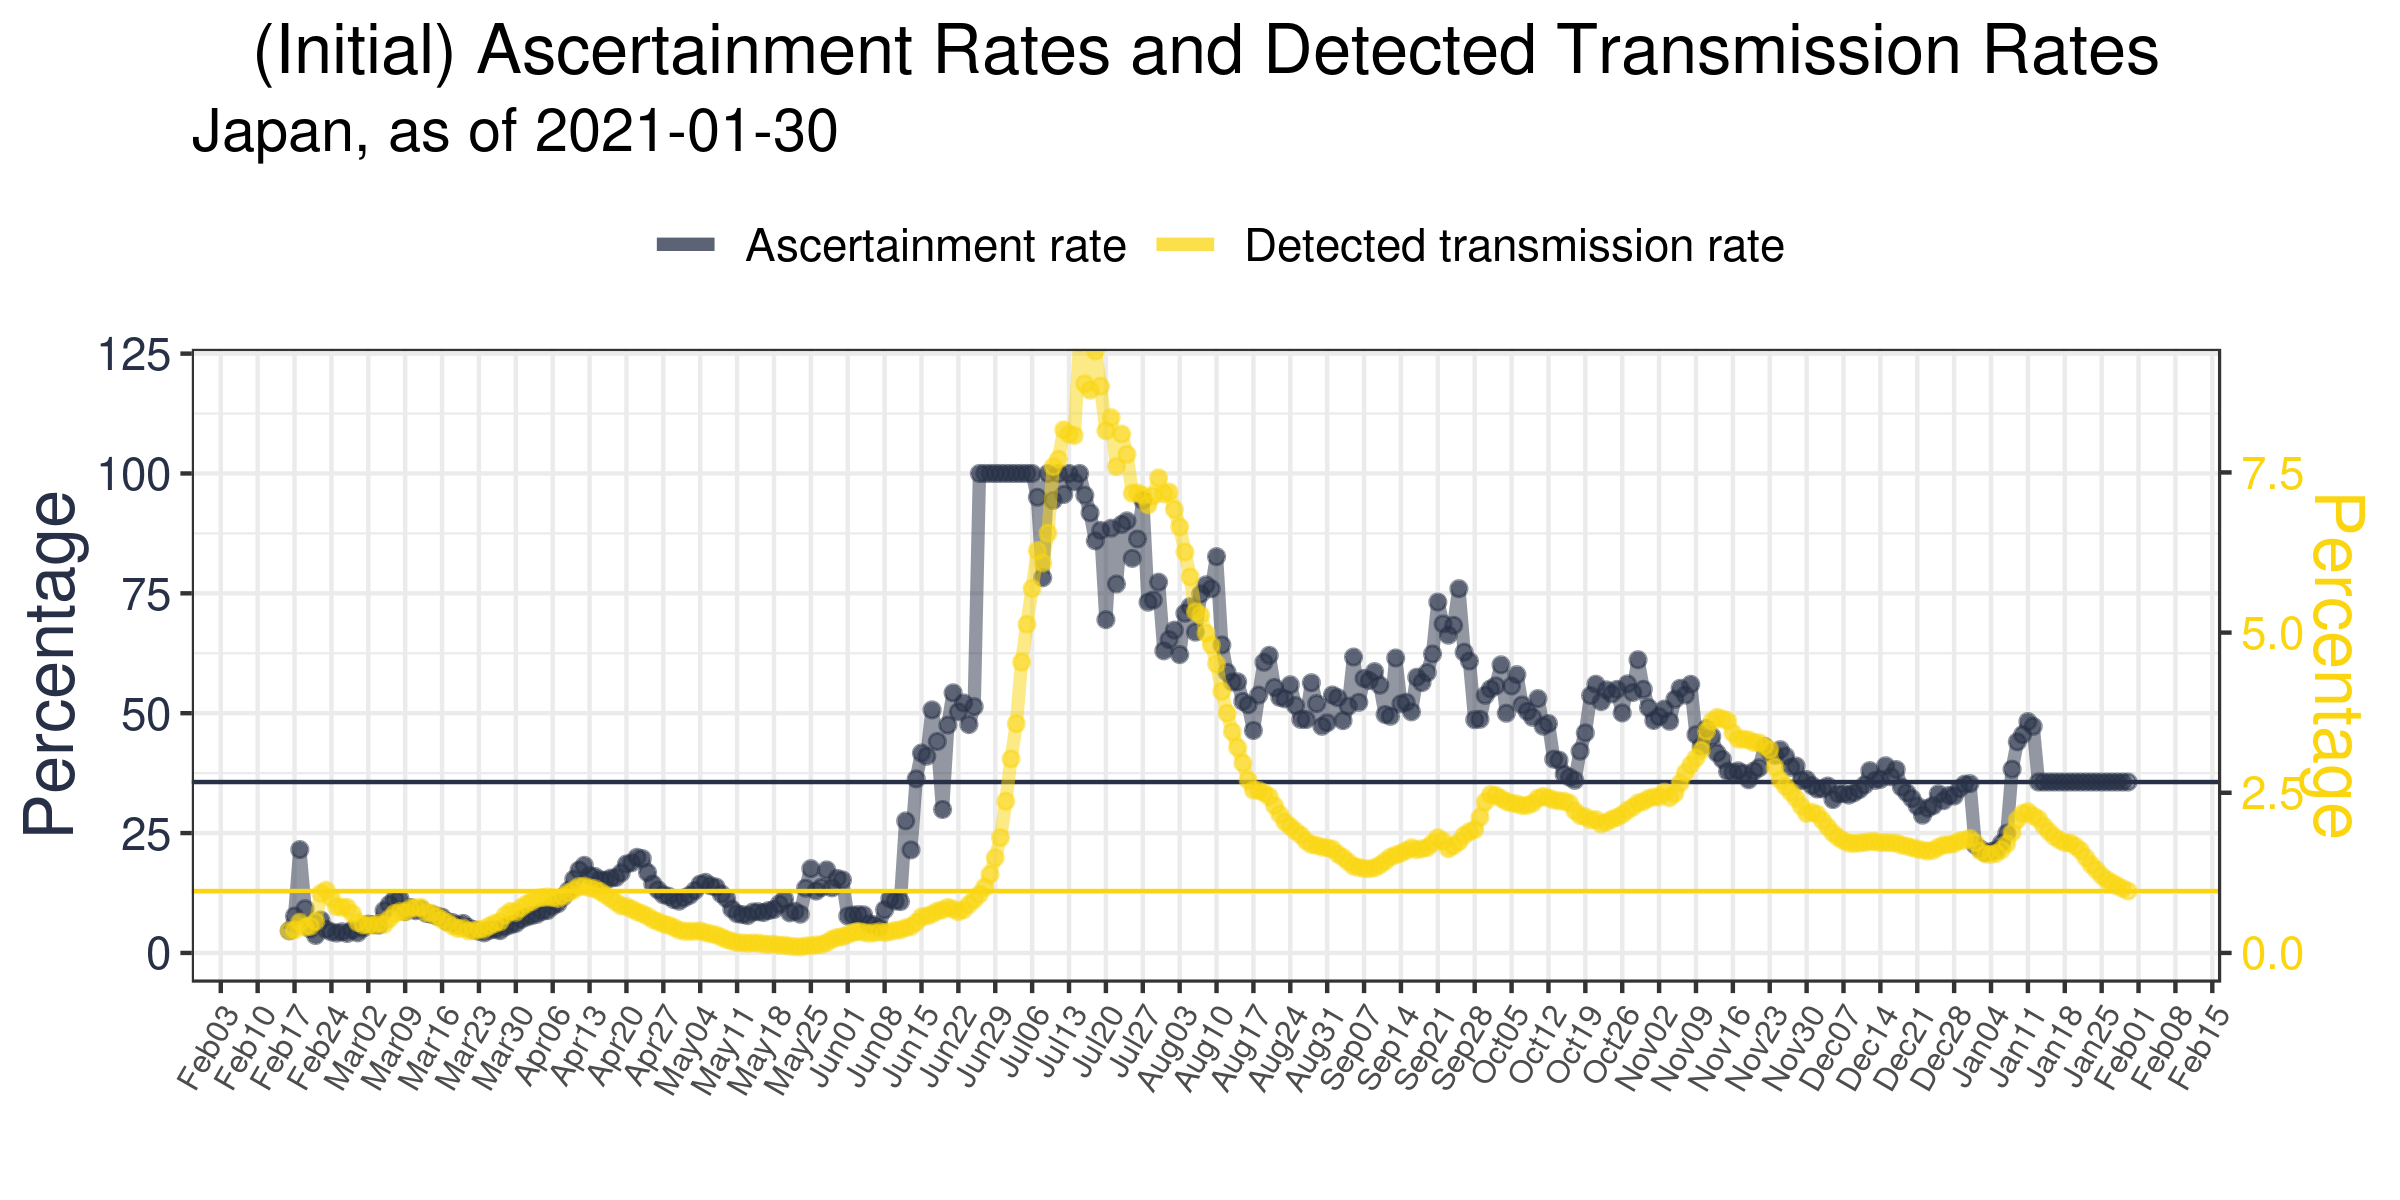 (Initial) Ascertainment Rates and Detected Transmission Rates
Japan, as of 2021-01-30
Ascertainment rate
Detected transmission rate
Percentage
125
100
75
50
25
0
7.5
5.0
2.5
0.0
Percentage
Feb03
Feb10
Feb17
Feb24
Mar02
Mar09
Mar16
Mar23
Mar30
Apr06
Apr13
Apr20
Apr27
May04
May11
May18
May25
Jun01
Jun08
Jun15
Jun22
Jun29
Jul06
Jul13
Jul20
Jul27
Aug03
Aug10
Aug17
Aug24
Aug31
Sep07
Sep14
Sep21
Sep28
Oct05
Oct12
Oct19
Oct26
Nov02
Nov09
Nov16
Nov23
Nov30
Dec07
Dec14
Dec21
Dec28
Jan04
Jan11
Jan18
Jan25
Feb01
Feb08
Feb15